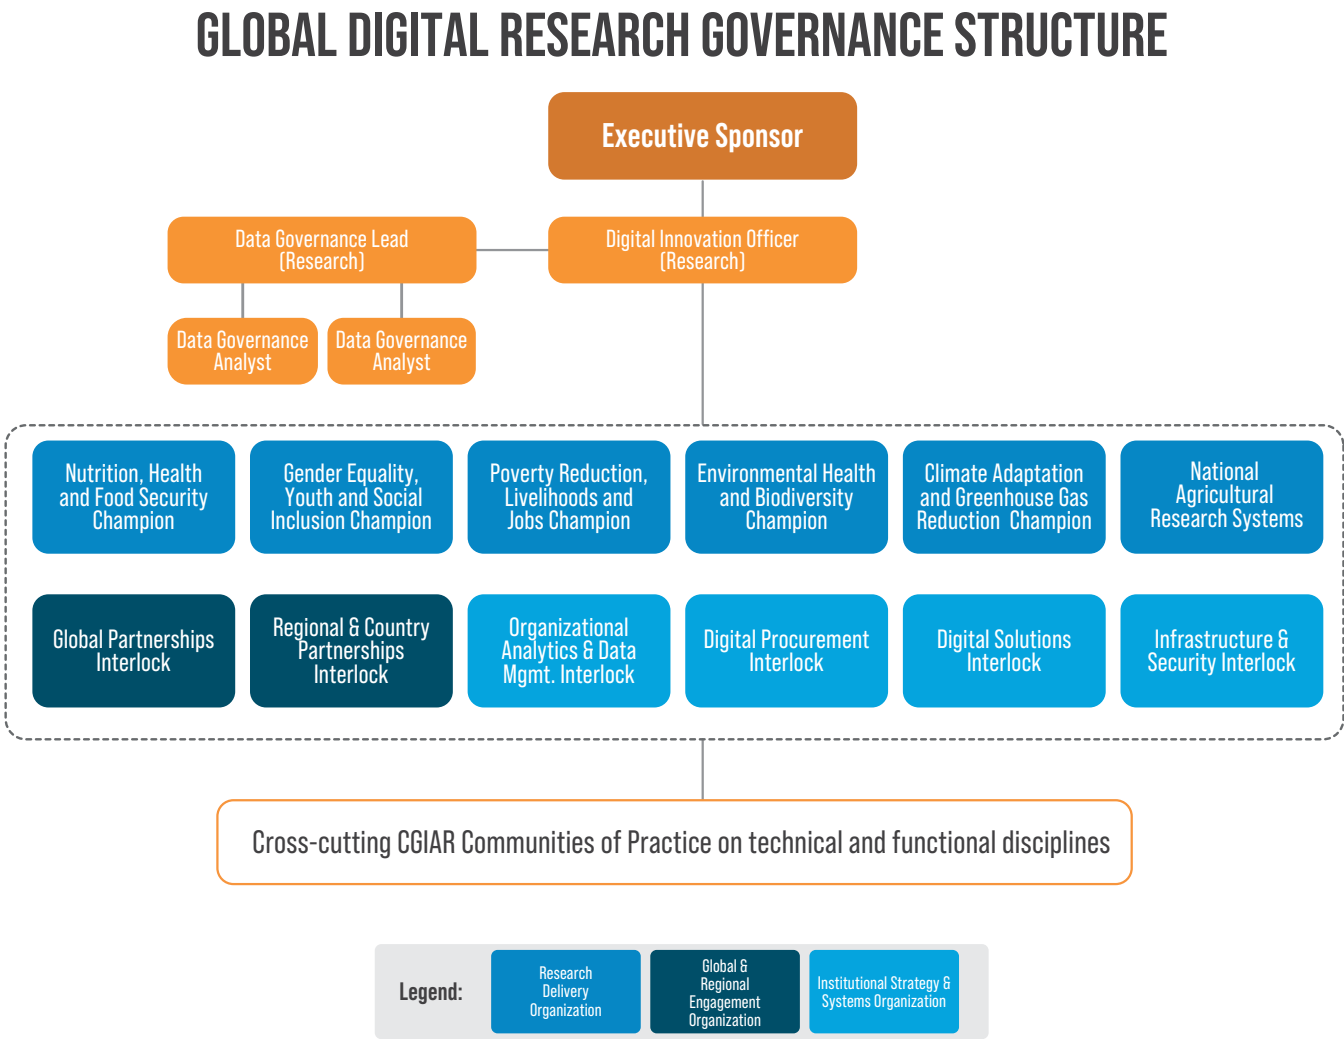 GLOBAL DIGITAL RESEARCH GOVERNANCE STRUCTURE
Executive Sponsor
Data Governance Lead
(Research)
Digital Innovation Officer
(Research)
Data Governance
Analyst
Data Governance
Analyst
Nutrition, Health
and Food Security
Champion
Gender Equality,
Youth and Social
Inclusion Champion
Poverty Reduction,
Livelihoods and
Jobs Champion
Environmental Health
and Biodiversity
Champion
Climate Adaptation
and Greenhouse Gas
Reduction Champion
National
Agricultural
Research Systems
Global Partnerships
Interlock
Regional & Country
Partnerships
Interlock
Organizational
Analytics & Data
Mgmt. Interlock
Digital Procurement
Interlock
Digital Solutions
Interlock
Infrastructure &
Security Interlock
Cross-cutting CGIAR Communities of Practice on technical and functional disciplines
Legend:
Research
Delivery
Organization
Global &
Regional
Engagement
Organization
Institutional Strategy &
Systems Organization